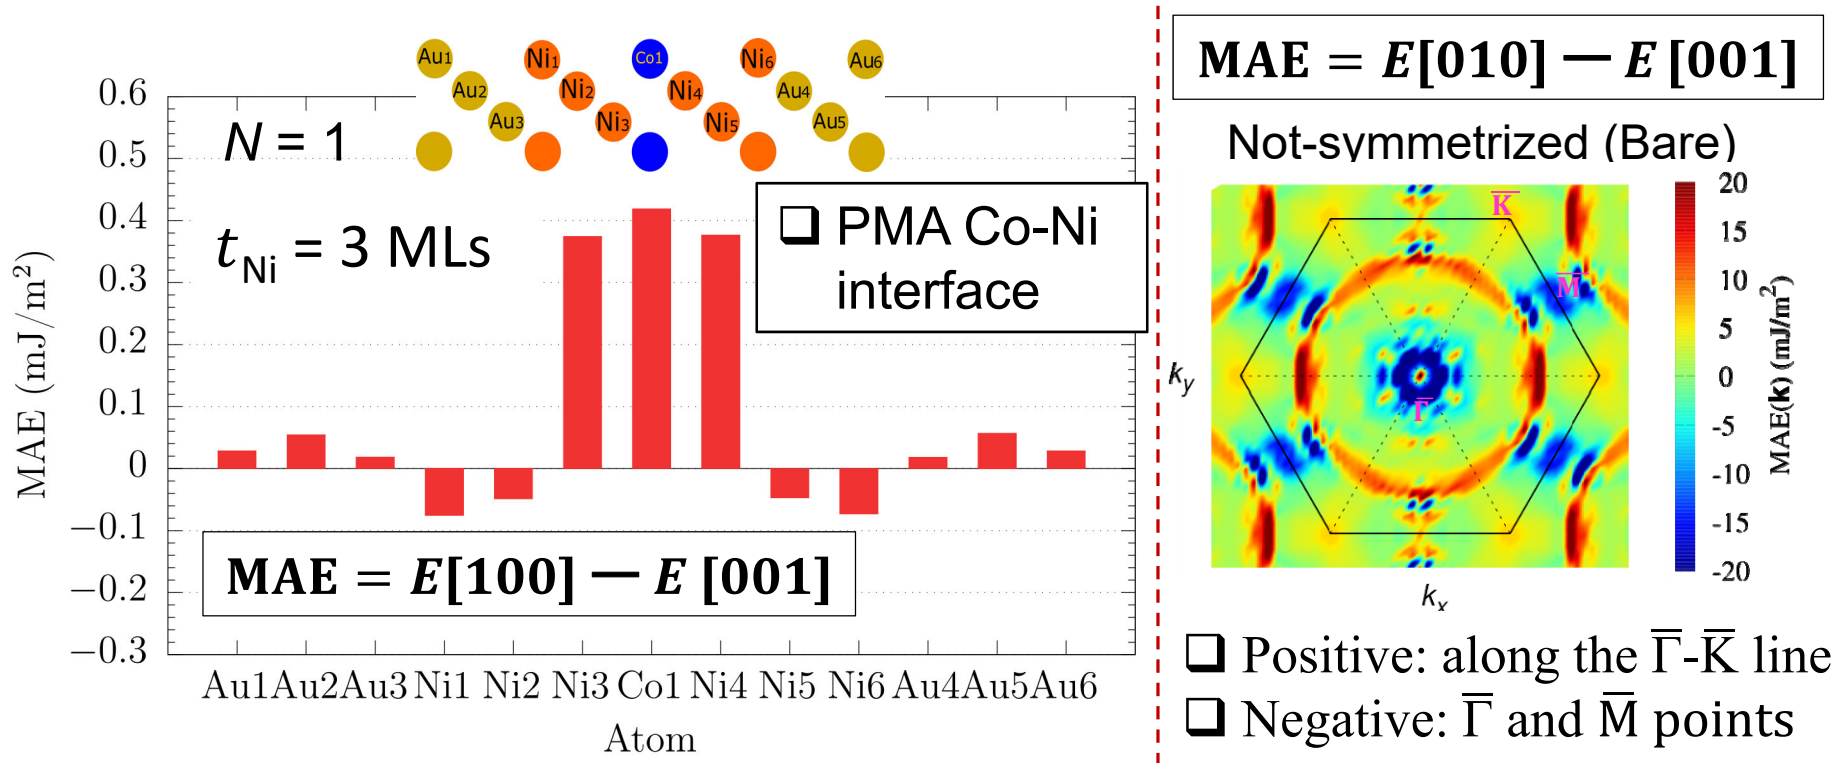 Au1 Ni1 Co1 Ni6 Au6
Au2 Ni2 Ni4 Au4
Au3 Ni3 Ni5 Au5
N = 1
t_Ni = 3 MLs
❑ PMA Co-Ni
interface
MAE = E[100] — E [001]
MAE (mJ/m²)
0.6
0.5
0.4
0.3
0.2
0.1
0
−0.1
−0.2
−0.3
Au1 Au2 Au3 Ni1 Ni2 Ni3 Co1 Ni4 Ni5 Ni6 Au4 Au5 Au6
Atom
MAE = E[010] — E [001]
Not-symmetrized (Bare)
K̅
M̅
Γ̅
k_y
k_x
20
15
10
5
0
-5
-10
-15
-20
MAE(k) (mJ/m²)
❑ Positive: along the Γ̅-K̅ line
❑ Negative: Γ̅ and M̅ points